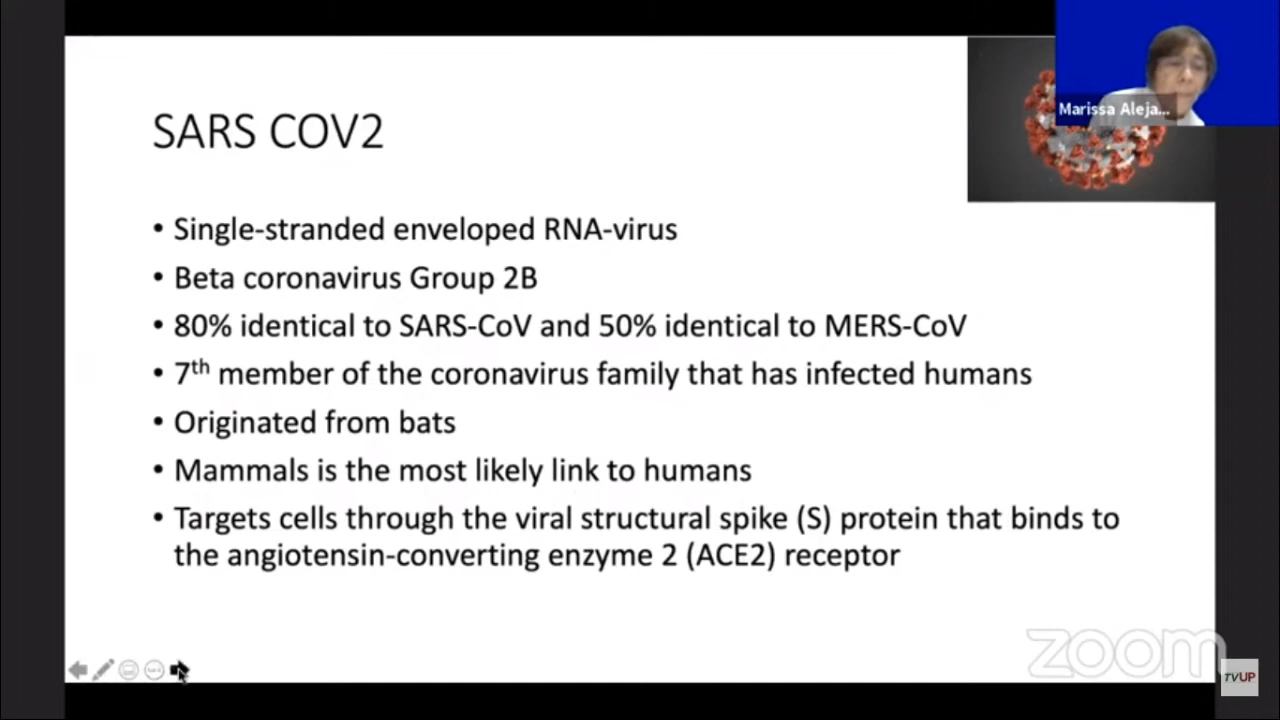 Marissa Aleja...
SARS COV2
• Single-stranded enveloped RNA-virus
• Beta coronavirus Group 2B
• 80% identical to SARS-CoV and 50% identical to MERS-CoV
• 7th member of the coronavirus family that has infected humans
• Originated from bats
• Mammals is the most likely link to humans
• Targets cells through the viral structural spike (S) protein that binds to
the angiotensin-converting enzyme 2 (ACE2) receptor
zoom
TVUP